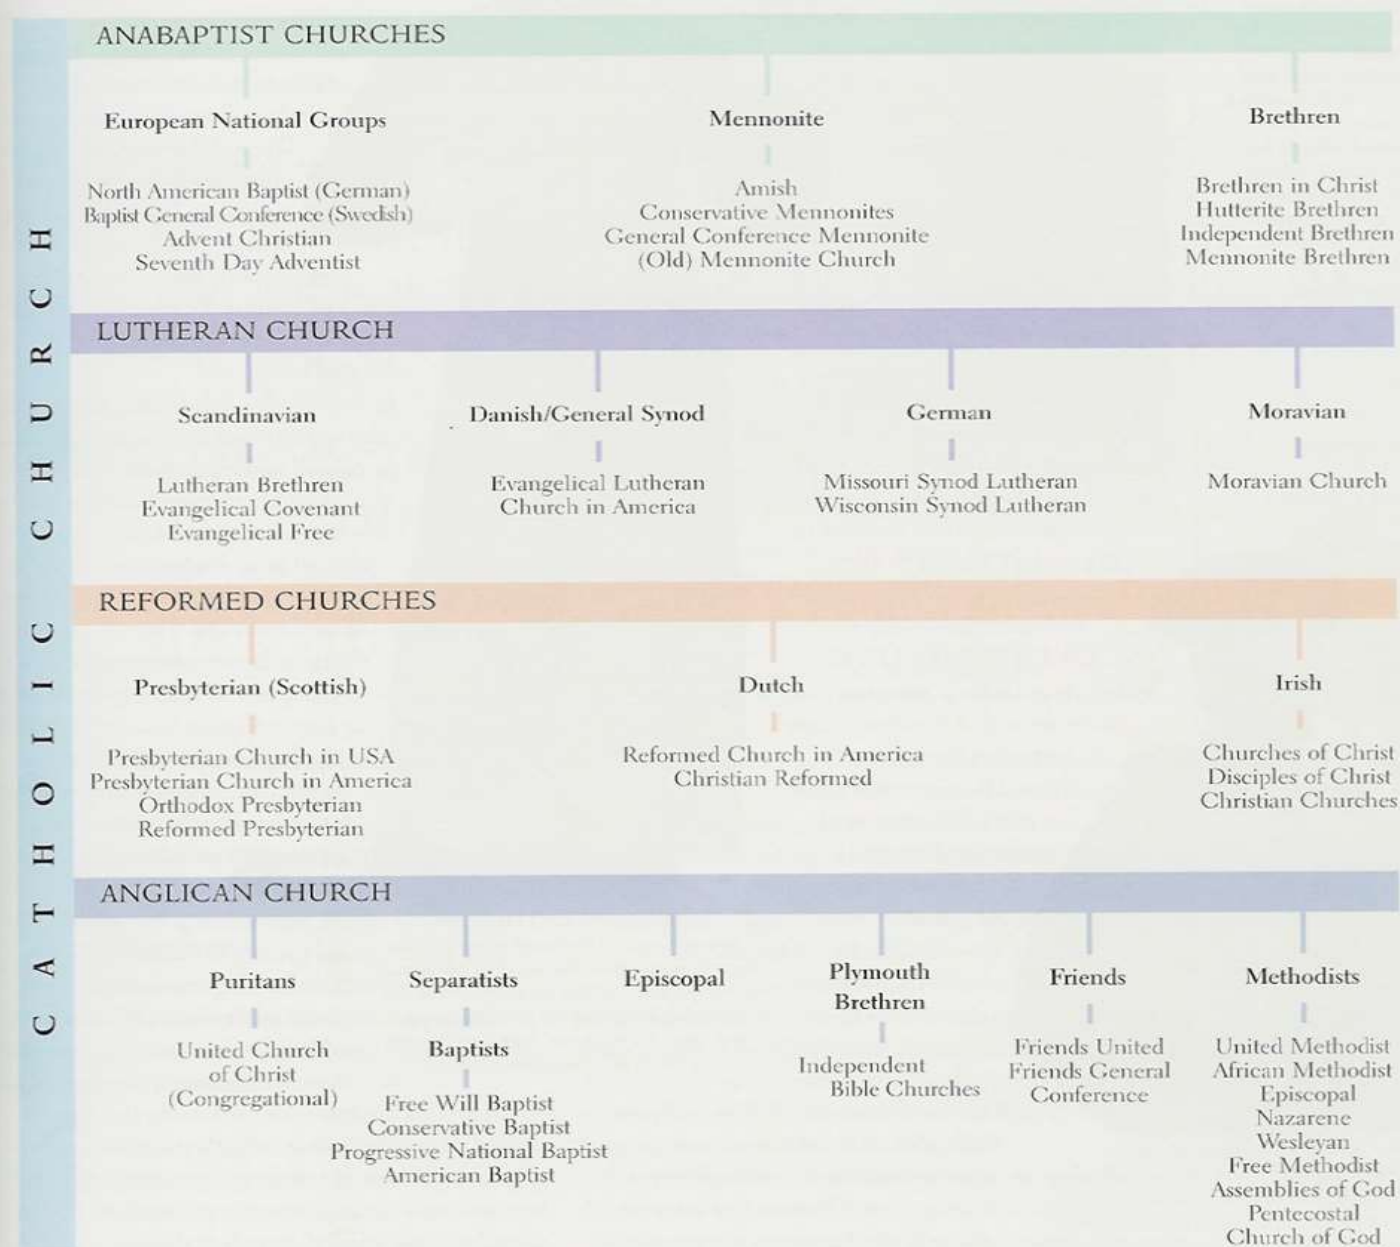 CATHOLIC CHURCH
ANABAPTIST CHURCHES
European National Groups
North American Baptist (German)
Baptist General Conference (Swedish)
Advent Christian
Seventh Day Adventist
Mennonite
Amish
Conservative Mennonites
General Conference Mennonite
(Old) Mennonite Church
Brethren
Brethren in Christ
Hutterite Brethren
Independent Brethren
Mennonite Brethren
LUTHERAN CHURCH
Scandinavian
Lutheran Brethren
Evangelical Covenant
Evangelical Free
Danish/General Synod
Evangelical Lutheran
Church in America
German
Missouri Synod Lutheran
Wisconsin Synod Lutheran
Moravian
Moravian Church
REFORMED CHURCHES
Presbyterian (Scottish)
Presbyterian Church in USA
Presbyterian Church in America
Orthodox Presbyterian
Reformed Presbyterian
Dutch
Reformed Church in America
Christian Reformed
Irish
Churches of Christ
Disciples of Christ
Christian Churches
ANGLICAN CHURCH
Puritans
United Church
of Christ
(Congregational)
Separatists
Baptists
Free Will Baptist
Conservative Baptist
Progressive National Baptist
American Baptist
Episcopal
Plymouth
Brethren
Independent
Bible Churches
Friends
Friends United
Friends General
Conference
Methodists
United Methodist
African Methodist
Episcopal
Nazarene
Wesleyan
Free Methodist
Assemblies of God
Pentecostal
Church of God